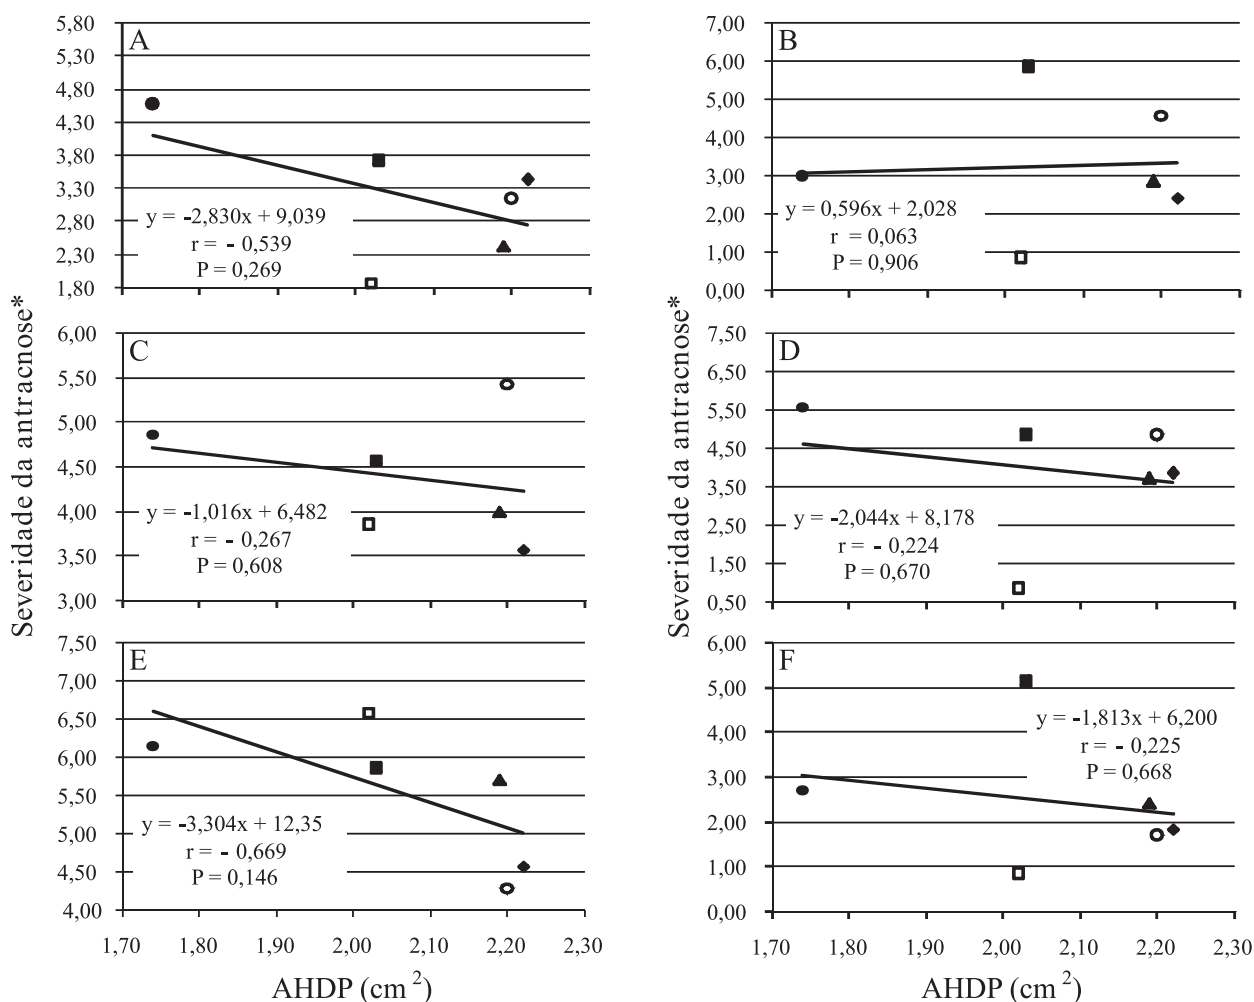 Severidade da antracnose*
A
5,80
5,30
4,80
4,30
3,80
3,30
2,80
2,30
1,80
y = -2,830x + 9,039
r = - 0,539
P = 0,269
C
6,00
5,50
5,00
4,50
4,00
3,50
3,00
y = -1,016x + 6,482
r = - 0,267
P = 0,608
E
7,50
7,00
6,50
6,00
5,50
5,00
4,50
4,00
y = -3,304x + 12,35
r = - 0,669
P = 0,146
1,70 1,80 1,90 2,00 2,10 2,20 2,30
AHDP (cm²)
Severidade da antracnose*
B
7,00
6,00
5,00
4,00
3,00
2,00
1,00
0,00
y = 0,596x + 2,028
r = 0,063
P = 0,906
D
7,50
6,50
5,50
4,50
3,50
2,50
1,50
0,50
y = -2,044x + 8,178
r = - 0,224
P = 0,670
F
6,00
5,00
4,00
3,00
2,00
1,00
0,00
y = -1,813x + 6,200
r = - 0,225
P = 0,668
1,70 1,80 1,90 2,00 2,10 2,20 2,30
AHDP (cm²)